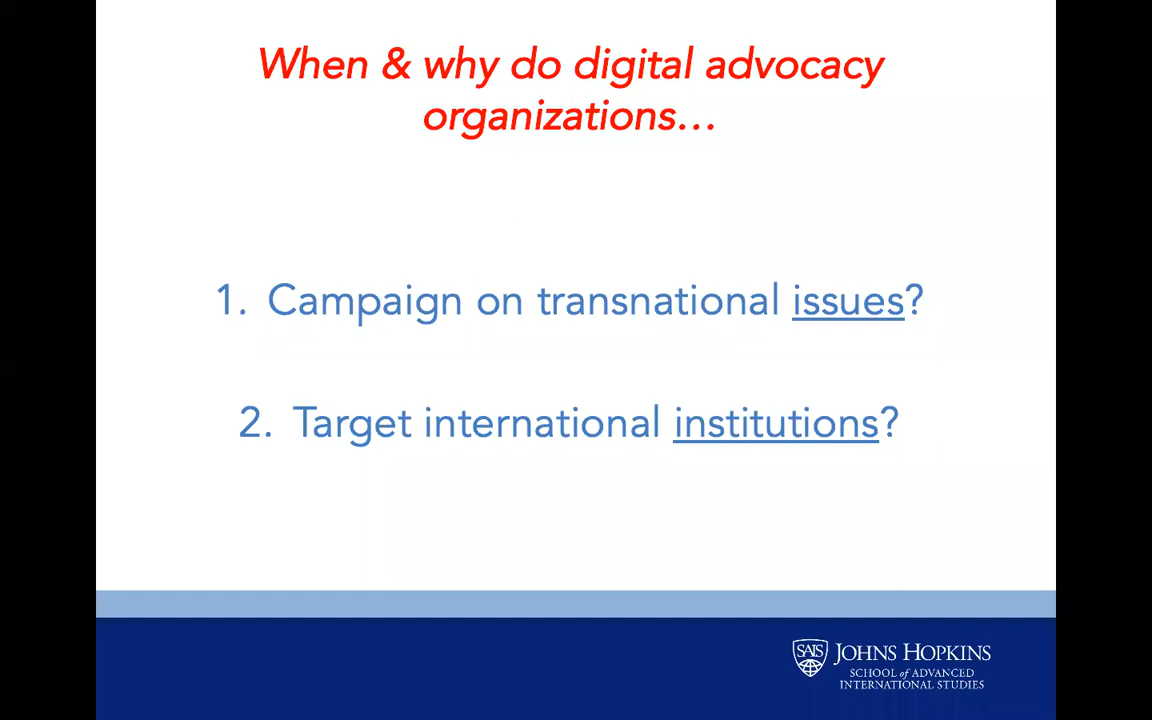 When & why do digital advocacy
organizations…
1. Campaign on transnational issues?
2. Target international institutions?
SAIS
JOHNS HOPKINS
SCHOOL of ADVANCED
INTERNATIONAL STUDIES